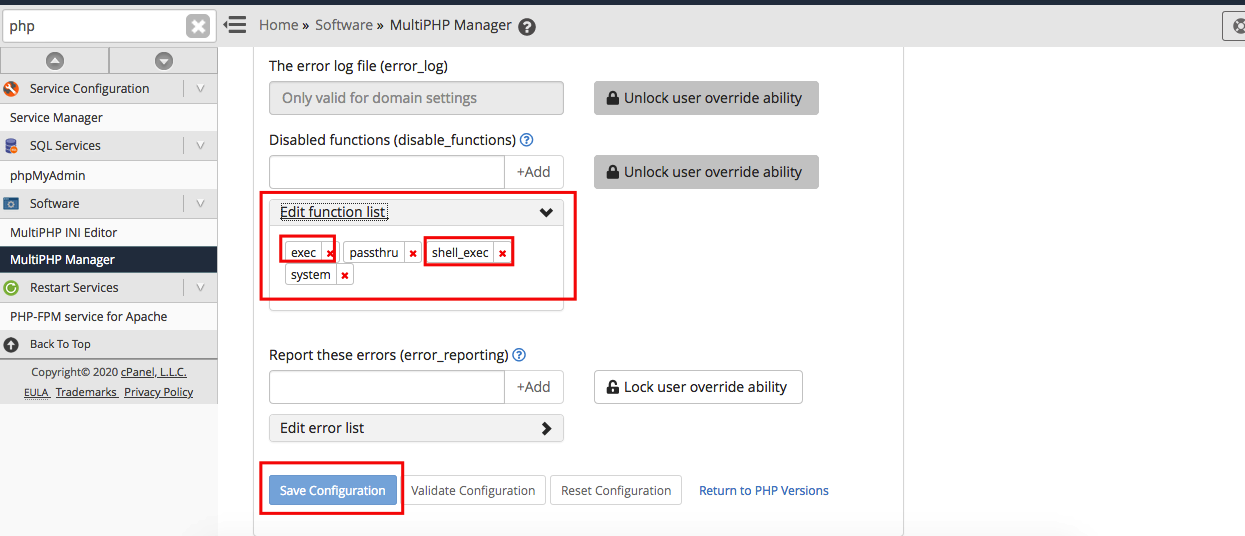 php
Home » Software » MultiPHP Manager
Service Configuration
Service Manager
SQL Services
phpMyAdmin
Software
MultiPHP INI Editor
MultiPHP Manager
Restart Services
PHP-FPM service for Apache
Back To Top
Copyright© 2020 cPanel, L.L.C.
EULA Trademarks Privacy Policy
The error log file (error_log)
Only valid for domain settings
Unlock user override ability
Disabled functions (disable_functions)
+Add
Unlock user override ability
Edit function list
exec passthru shell_exec
system
Report these errors (error_reporting)
+Add
Lock user override ability
Edit error list
Save Configuration Validate Configuration Reset Configuration Return to PHP Versions